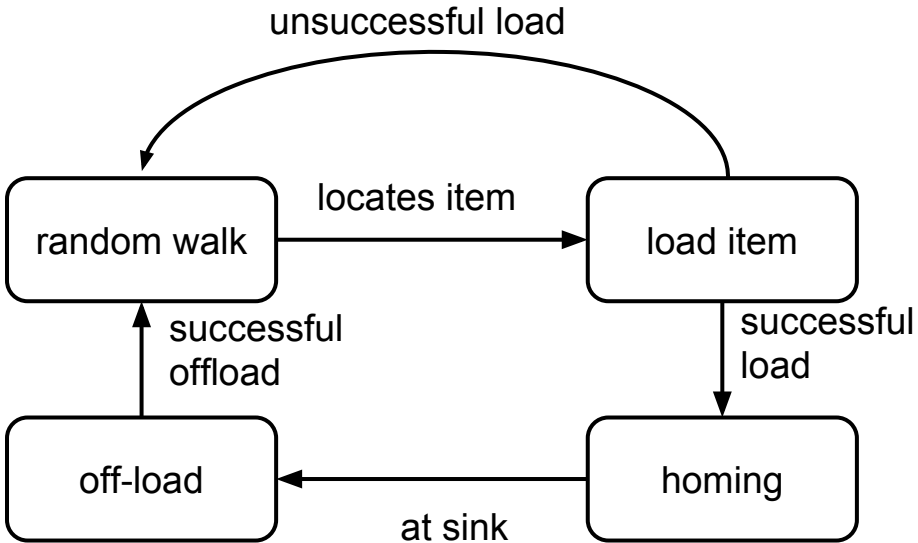 unsuccessful load
locates item
random walk
load item
successful
offload
successful
load
off-load
homing
at sink